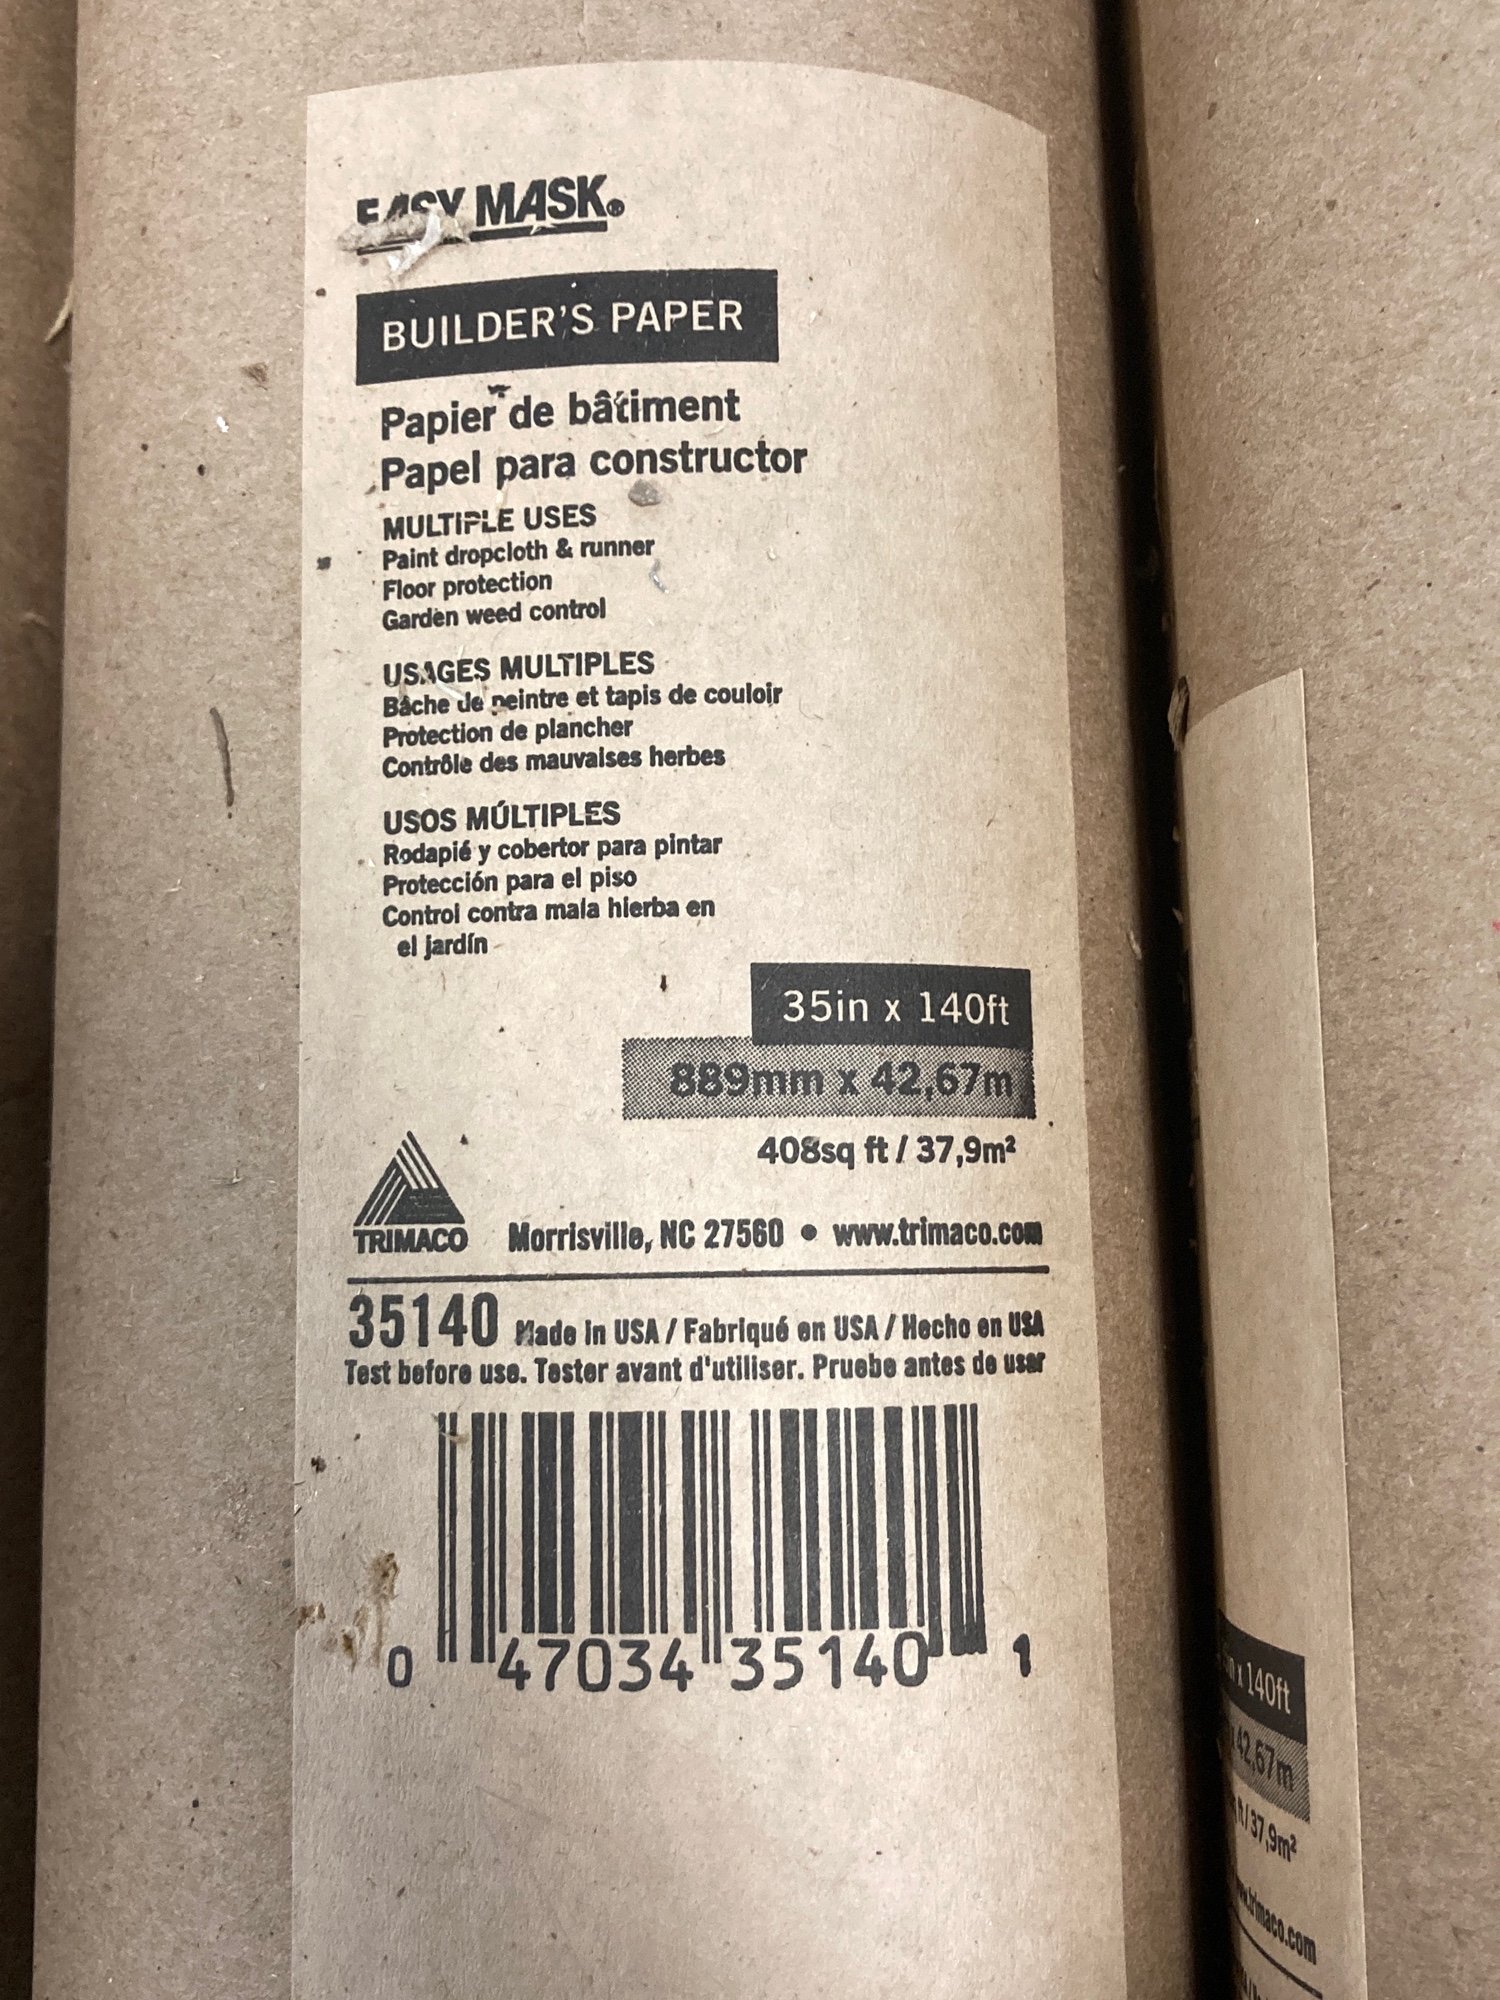 EASY MASK®
BUILDER'S PAPER
Papier de bâtiment
Papel para constructor
MULTIPLE USES
Paint dropcloth & runner
Floor protection
Garden weed control
USAGES MULTIPLES
Bâche de peintre et tapis de couloir
Protection de plancher
Contrôle des mauvaises herbes
USOS MÚLTIPLES
Rodapié y cobertor para pintar
Protección para el piso
Control contra mala hierba en
el jardín
35in x 140ft
889mm x 42,67m
408sq ft / 37,9m²
TRIMACO Morrisville, NC 27560 • www.trimaco.com
35140 Made in USA / Fabriqué en USA / Hecho en USA
Test before use. Tester avant d'utiliser. Pruebe antes de usar
0 47034 35140 1
x 140ft
42,67m
ft / 37,9m²
www.trimaco.com